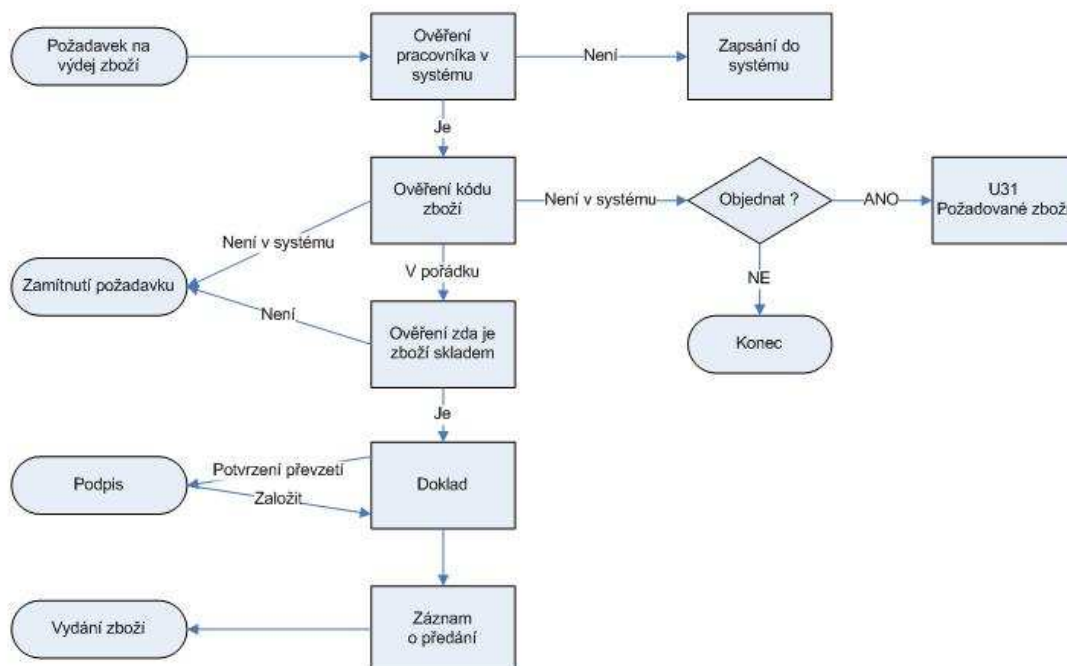 Požadavek na
výdej zboží
Ověření
pracovníka v
systému
Není
Zapsání do
systému
Je
Ověření kódu
zboží
Není v systému
Objednat ?
ANO
U31
Požadované zboží
Není v systému
V pořádku
NE
Zamítnutí požadavku
Není
Ověření zda je
zboží skladem
Konec
Je
Potvrzení převzetí
Podpis
Doklad
Založit
Vydání zboží
Záznam
o předání